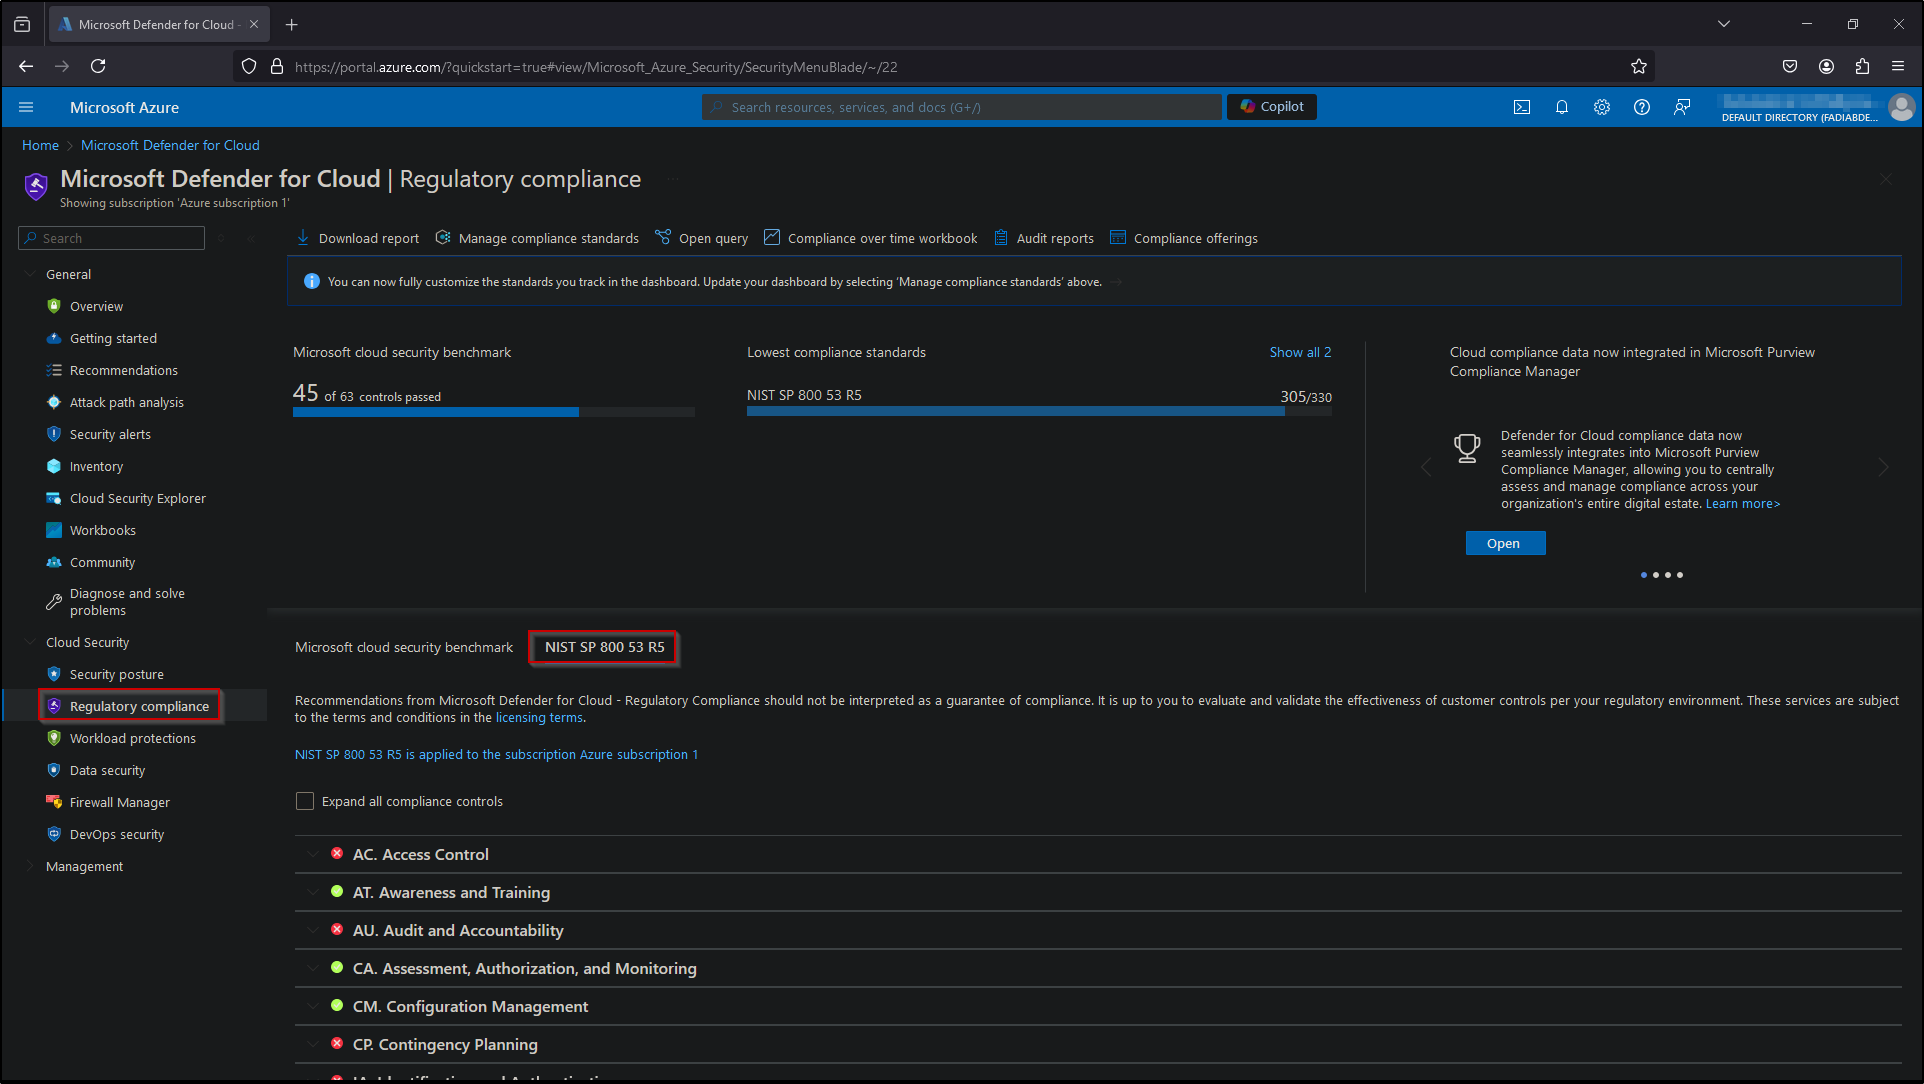 Microsoft Defender for Cloud -
https://portal.azure.com/?quickstart=true#view/Microsoft_Azure_Security/SecurityMenuBlade/~/22
Microsoft Azure
Search resources, services, and docs (G+/)
Copilot
DEFAULT DIRECTORY (FADIABDE...
Home > Microsoft Defender for Cloud
Microsoft Defender for Cloud | Regulatory compliance
Showing subscription 'Azure subscription 1'
Search
General
Overview
Getting started
Recommendations
Attack path analysis
Security alerts
Inventory
Cloud Security Explorer
Workbooks
Community
Diagnose and solve
problems
Cloud Security
Security posture
Regulatory compliance
Workload protections
Data security
Firewall Manager
DevOps security
Management
Download report
Manage compliance standards
Open query
Compliance over time workbook
Audit reports
Compliance offerings
You can now fully customize the standards you track in the dashboard. Update your dashboard by selecting 'Manage compliance standards' above.
Microsoft cloud security benchmark
45 of 63 controls passed
Lowest compliance standards
Show all 2
NIST SP 800 53 R5
305/330
Cloud compliance data now integrated in Microsoft Purview
Compliance Manager
Defender for Cloud compliance data now
seamlessly integrates into Microsoft Purview
Compliance Manager, allowing you to centrally
assess and manage compliance across your
organization's entire digital estate. Learn more>
Open
Microsoft cloud security benchmark
NIST SP 800 53 R5
Recommendations from Microsoft Defender for Cloud - Regulatory Compliance should not be interpreted as a guarantee of compliance. It is up to you to evaluate and validate the effectiveness of customer controls per your regulatory environment. These services are subject
to the terms and conditions in the licensing terms.
NIST SP 800 53 R5 is applied to the subscription Azure subscription 1
Expand all compliance controls
AC. Access Control
AT. Awareness and Training
AU. Audit and Accountability
CA. Assessment, Authorization, and Monitoring
CM. Configuration Management
CP. Contingency Planning